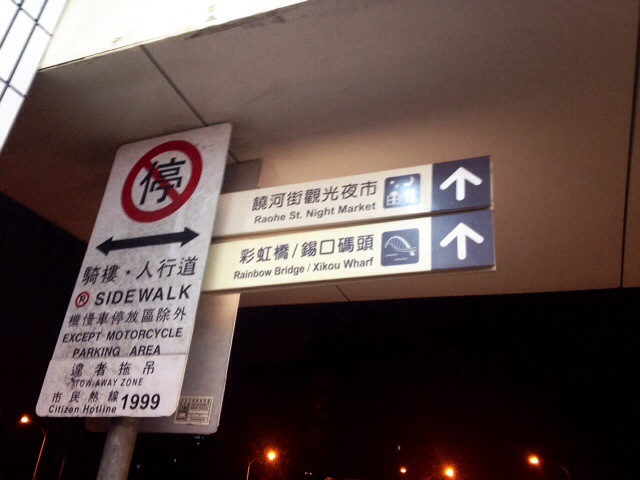 停
騎樓・人行道
® SIDEWALK
機慢車停放區除外
EXCEPT MOTORCYCLE
PARKING AREA
違者拖吊
TOW-AWAY ZONE
市民熱線 1999
Citizen Hotline
饒河街觀光夜市
Raohe St. Night Market
彩虹橋/錫口碼頭
Rainbow Bridge / Xikou Wharf